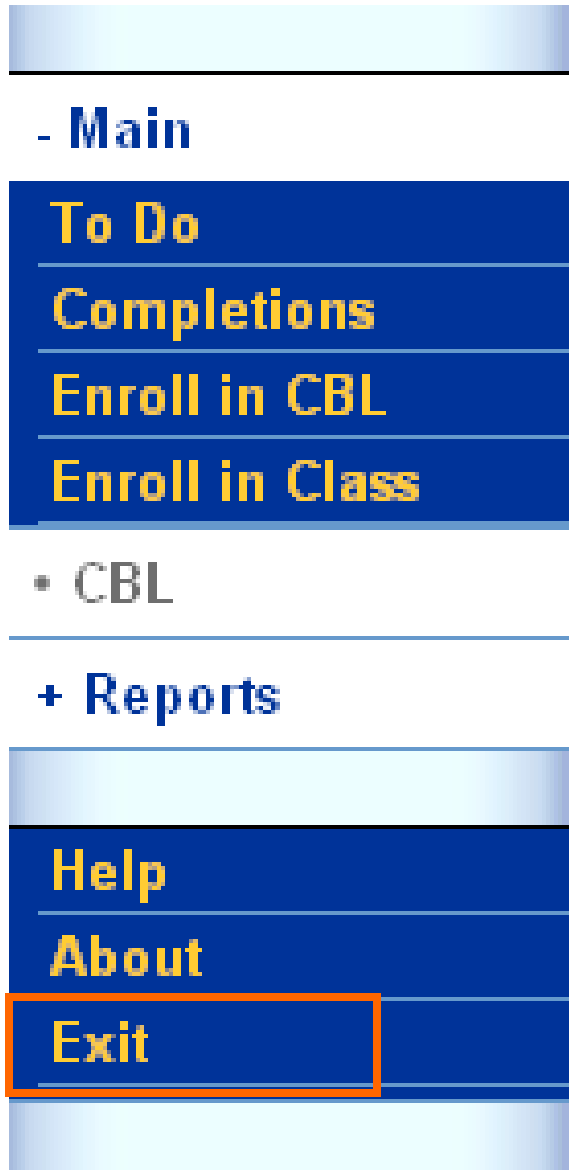 - Main
To Do
Completions
Enroll in CBL
Enroll in Class
• CBL
+ Reports
Help
About
Exit